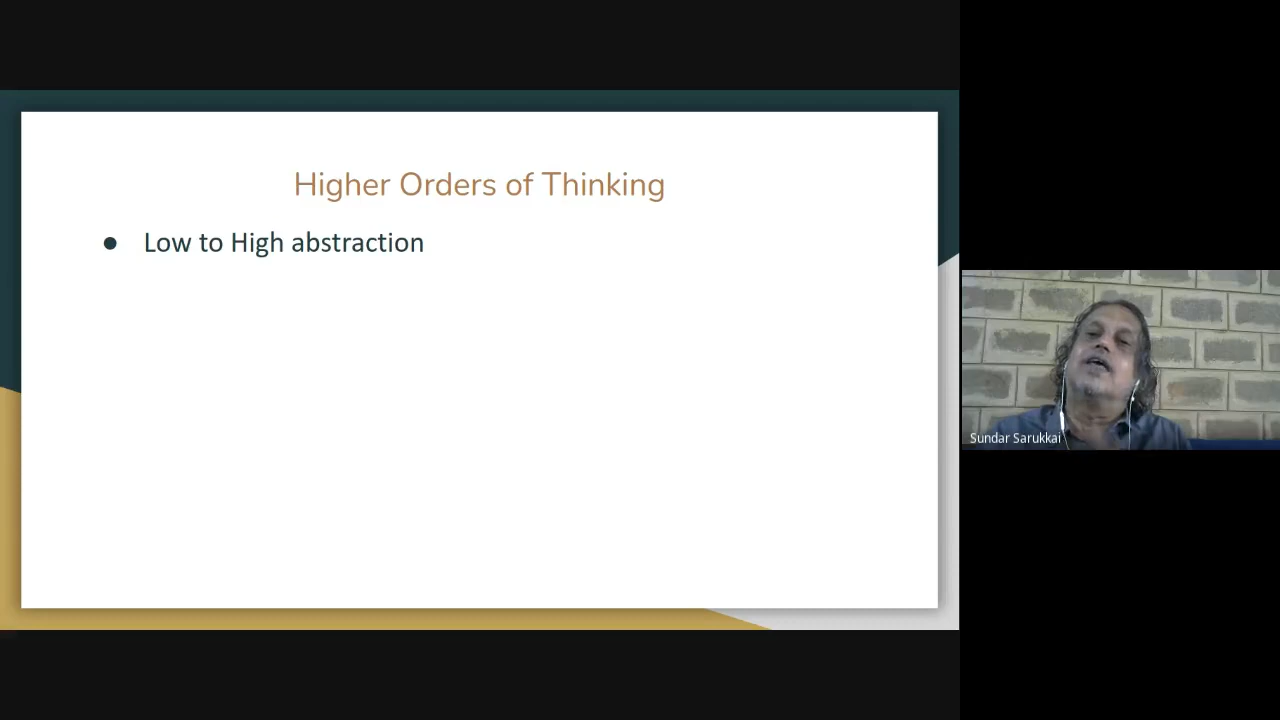 Higher Orders of Thinking
● Low to High abstraction
Sundar Sarukkai